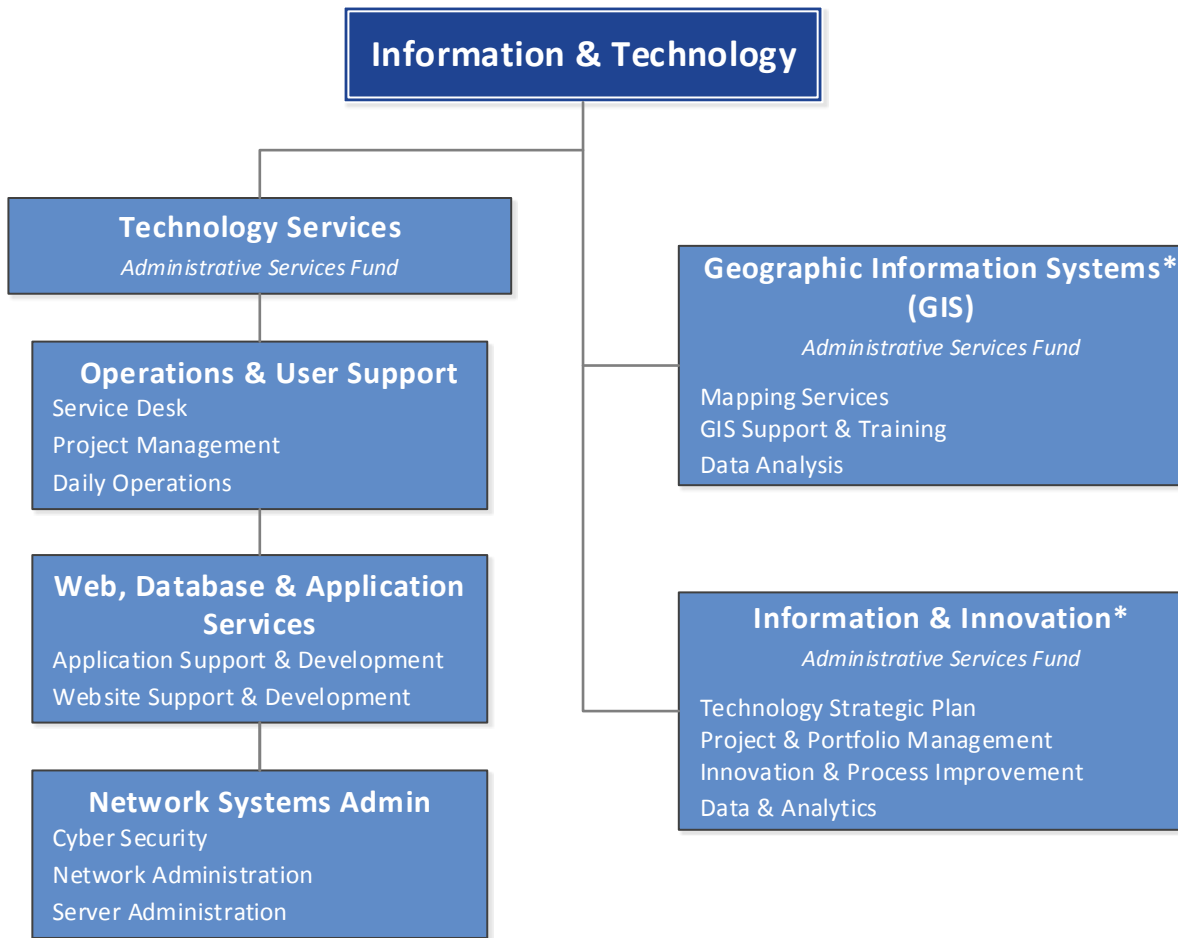 Information & Technology
Technology Services
Administrative Services Fund
Operations & User Support
Service Desk
Project Management
Daily Operations
Web, Database & Application
Services
Application Support & Development
Website Support & Development
Network Systems Admin
Cyber Security
Network Administration
Server Administration
Geographic Information Systems*
(GIS)
Administrative Services Fund
Mapping Services
GIS Support & Training
Data Analysis
Information & Innovation*
Administrative Services Fund
Technology Strategic Plan
Project & Portfolio Management
Innovation & Process Improvement
Data & Analytics